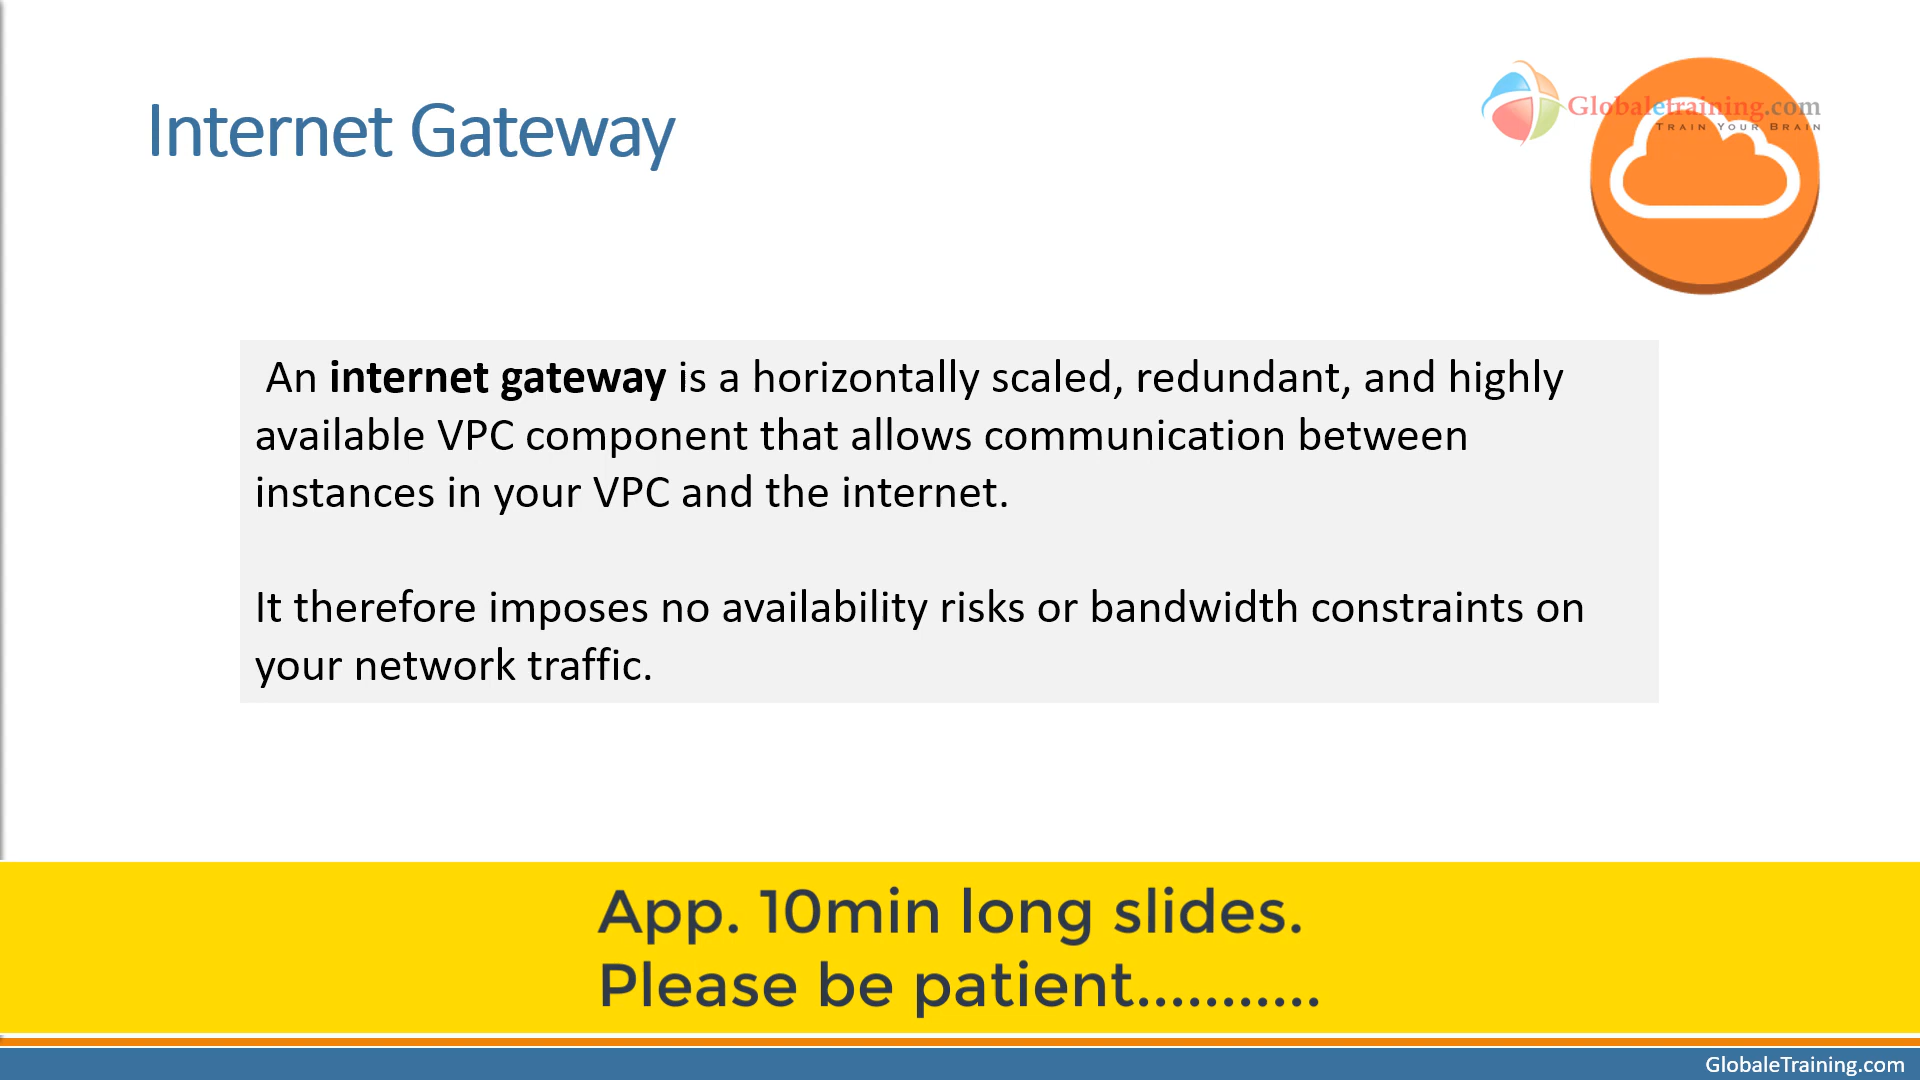 Internet Gateway
Globaletraining.com
TRAIN YOUR BRAIN
An internet gateway is a horizontally scaled, redundant, and highly
available VPC component that allows communication between
instances in your VPC and the internet.
It therefore imposes no availability risks or bandwidth constraints on
your network traffic.
App. 10min long slides.
Please be patient...........
GlobaleTraining.com